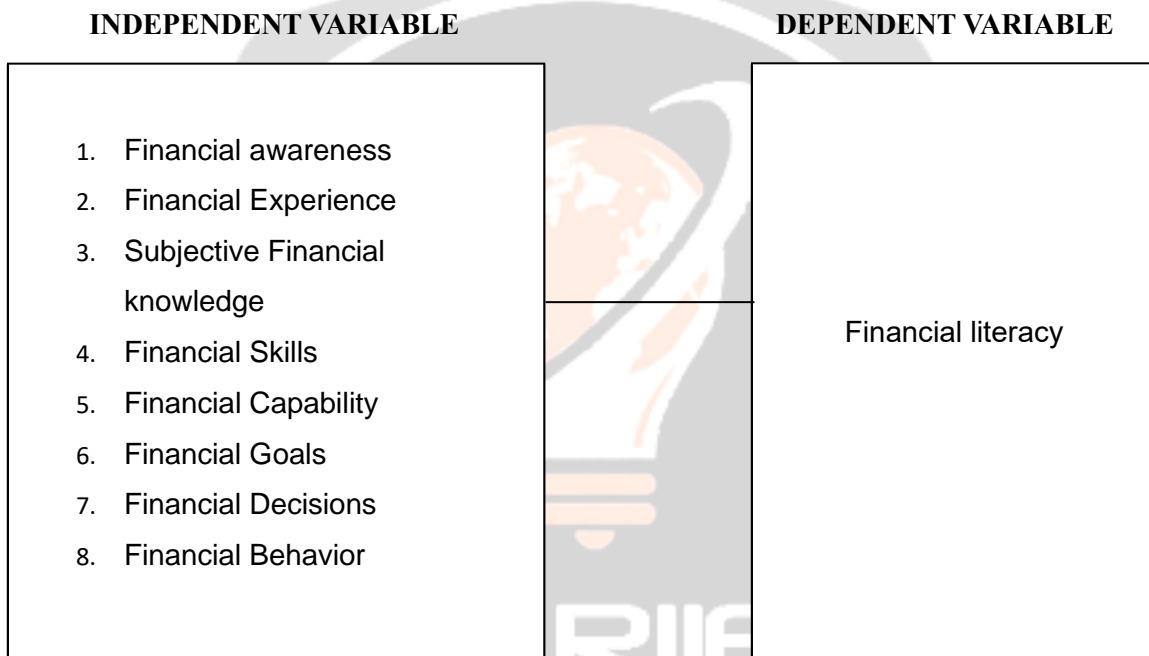 INDEPENDENT VARIABLE DEPENDENT VARIABLE
1. Financial awareness
2. Financial Experience
3. Subjective Financial
knowledge
4. Financial Skills
5. Financial Capability
6. Financial Goals
7. Financial Decisions
8. Financial Behavior
Financial literacy